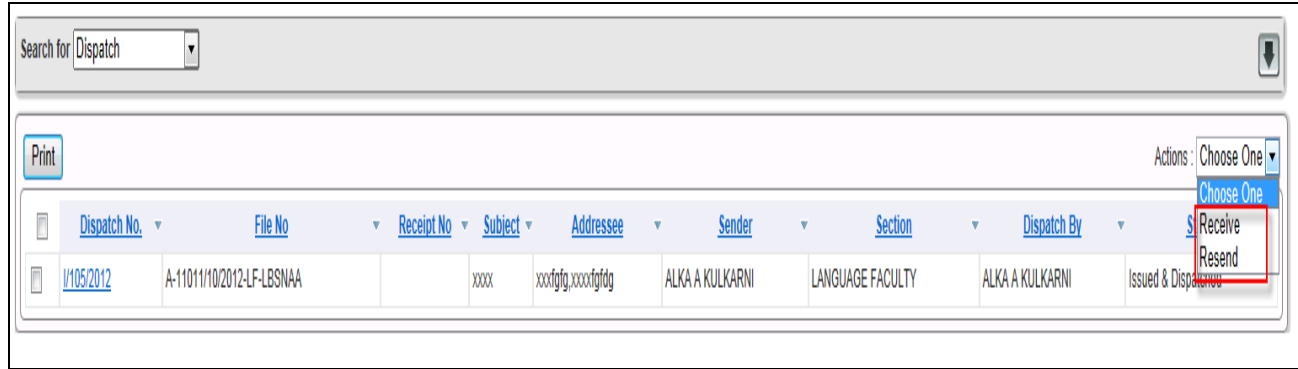 Search for Dispatch
Print
Actions : Choose One
Choose One
Receive
Resend
Dispatch No. File No Receipt No Subject Addressee Sender Section Dispatch By
I/105/2012 A-11011/10/2012-LF-LBSNAA xxxx xxxfgfg,xxxxfgfdg ALKA A KULKARNI LANGUAGE FACULTY ALKA A KULKARNI Issued & Dispatched